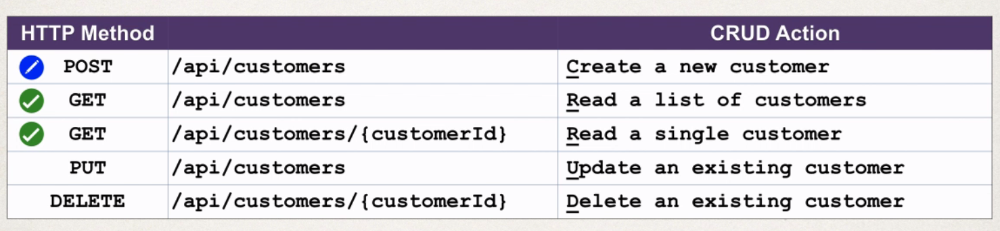 HTTP Method CRUD Action
POST /api/customers Create a new customer
GET /api/customers Read a list of customers
GET /api/customers/{customerId} Read a single customer
PUT /api/customers Update an existing customer
DELETE /api/customers/{customerId} Delete an existing customer